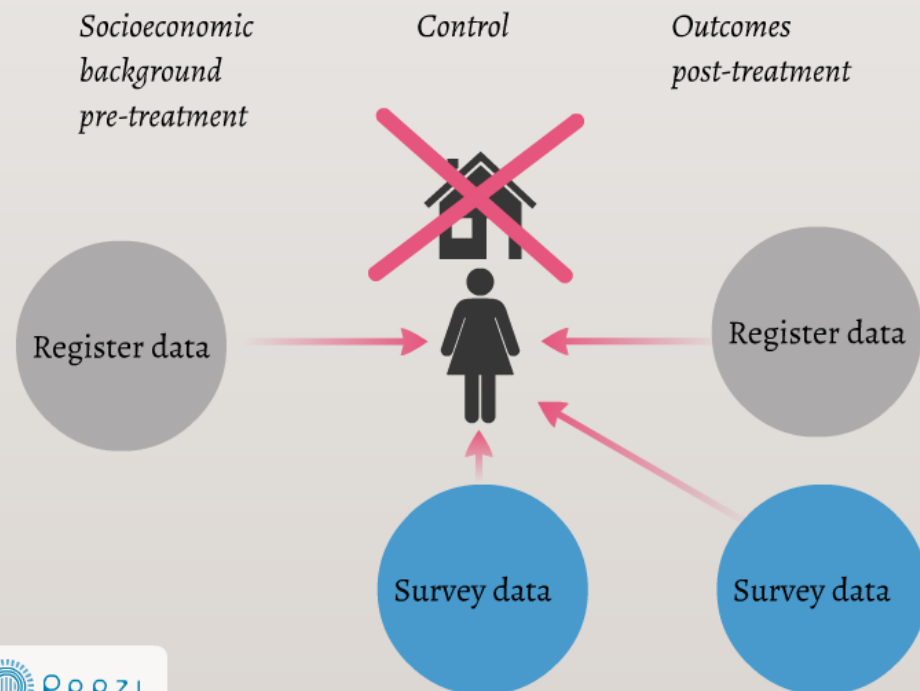 Socioeconomic
background
pre-treatment
Control
Outcomes
post-treatment
Register data
Register data
Survey data
Survey data